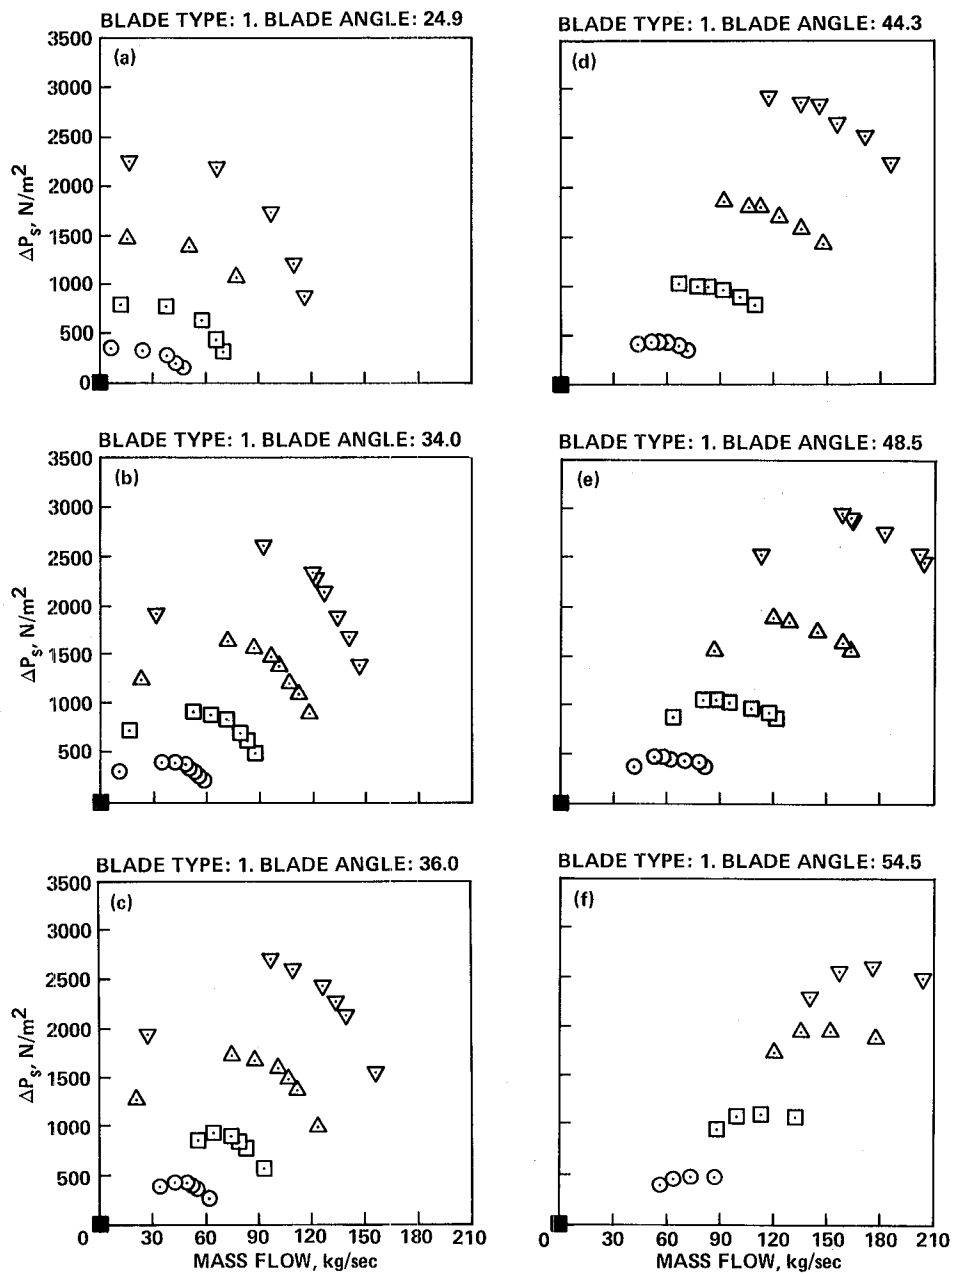 BLADE TYPE: 1. BLADE ANGLE: 24.9
(a)
3500
3000
2500
2000
1500
1000
500
0
ΔPs, N/m2
BLADE TYPE: 1. BLADE ANGLE: 44.3
(d)
BLADE TYPE: 1. BLADE ANGLE: 34.0
(b)
3500
3000
2500
2000
1500
1000
500
ΔPs, N/m2
BLADE TYPE: 1. BLADE ANGLE: 48.5
(e)
BLADE TYPE: 1. BLADE ANGLE: 36.0
(c)
3500
3000
2500
2000
1500
1000
500
0
ΔPs, N/m2
30 60 90 120 150 180 210
MASS FLOW, kg/sec
BLADE TYPE: 1. BLADE ANGLE: 54.5
(f)
0 30 60 90 120 150 180 210
MASS FLOW, kg/sec